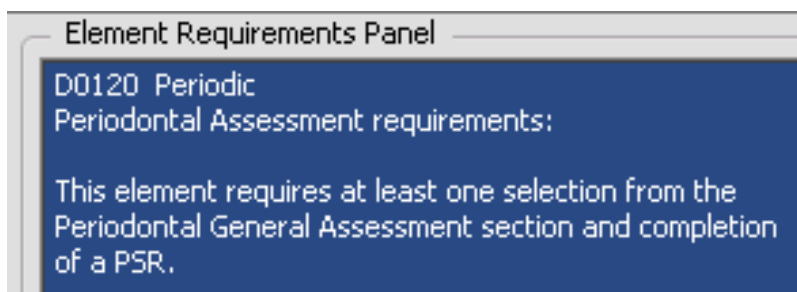 Element Requirements Panel
D0120 Periodic
Periodontal Assessment requirements:
This element requires at least one selection from the
Periodontal General Assessment section and completion
of a PSR.